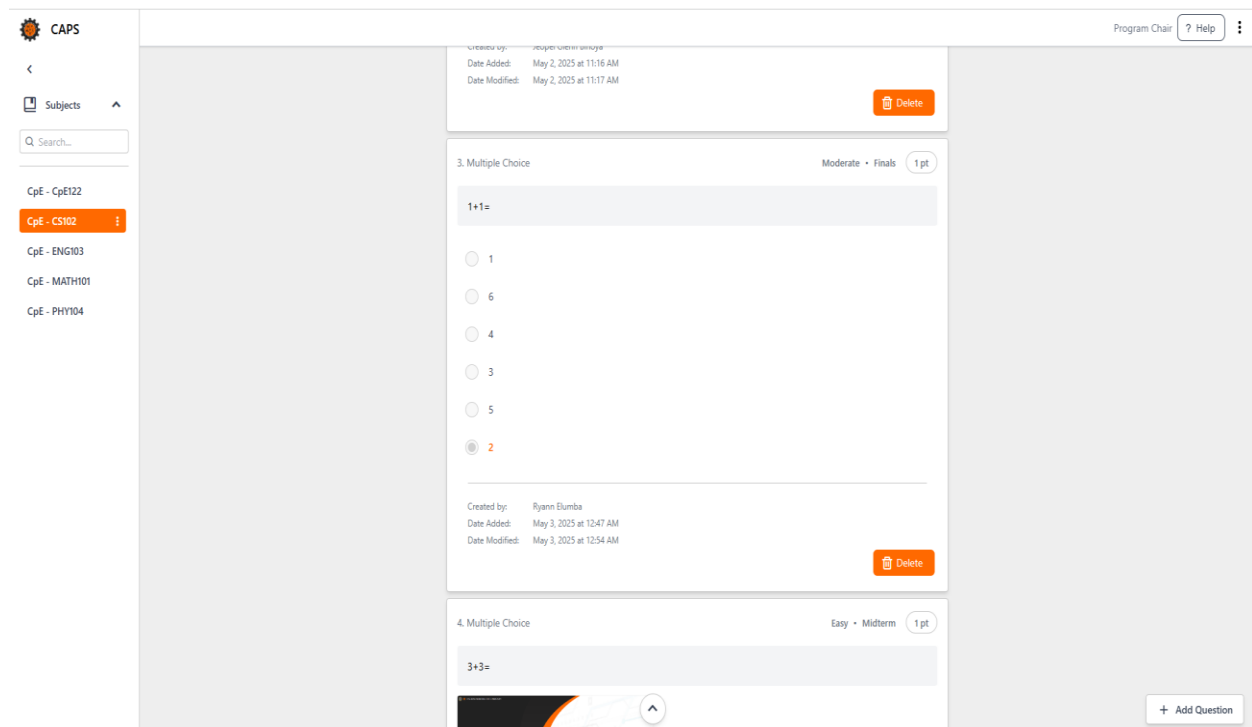 CAPS
Program Chair
? Help
Subjects
Search...
CpE - CpE122
CpE - CS102
CpE - ENG103
CpE - MATH101
CpE - PHY104
Created by:
Date Added: May 2, 2025 at 11:16 AM
Date Modified: May 2, 2025 at 11:17 AM
Delete
3. Multiple Choice
Moderate • Finals
1 pt
1+1=
1
6
4
3
5
2
Created by: Ryann Elumba
Date Added: May 3, 2025 at 12:47 AM
Date Modified: May 3, 2025 at 12:54 AM
Delete
4. Multiple Choice
Easy • Midterm
1 pt
3+3=
+ Add Question